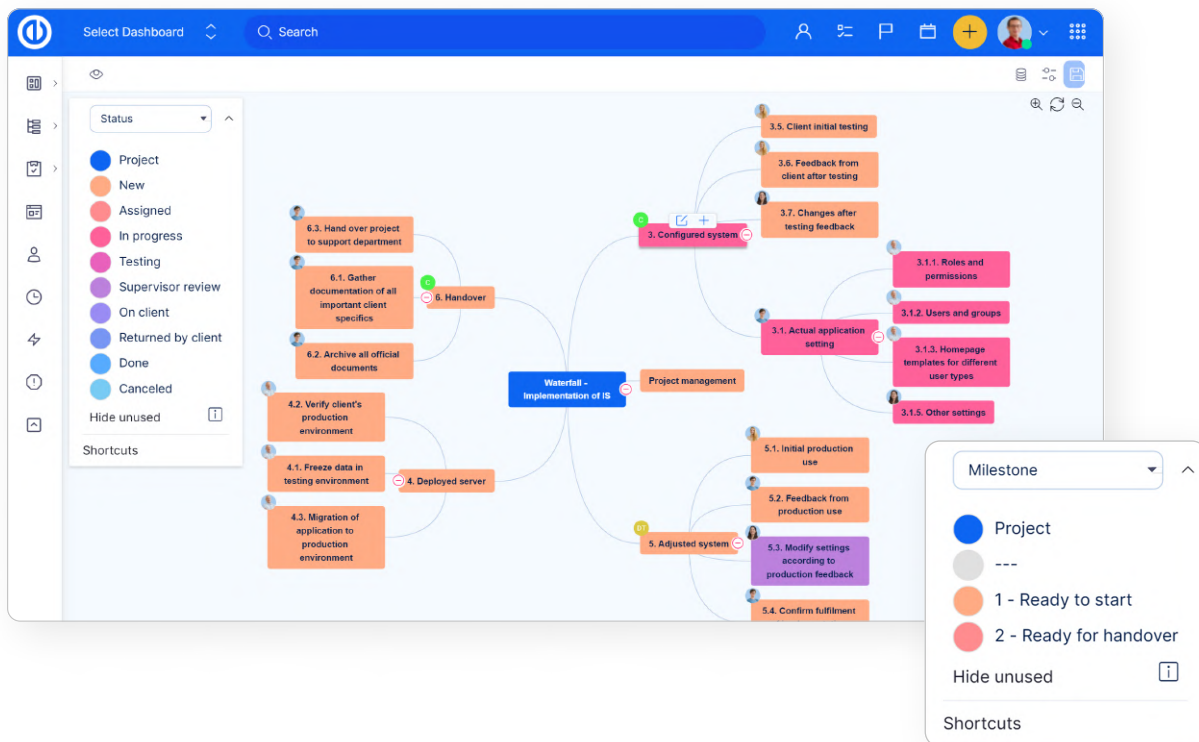 Select Dashboard
Search
Status
Project
New
Assigned
In progress
Testing
Supervisor review
On client
Returned by client
Done
Canceled
Hide unused
i
Shortcuts
6.3. Hand over project
to support department
6.1. Gather
documentation of all
important client
specifics
C
6. Handover
6.2. Archive all official
documents
4.2. Verify client's
production
environment
4.1. Freeze data in
testing environment
4. Deployed server
4.3. Migration of
application to
production
environment
Waterfall -
Implementation of IS
Project management
3.5. Client initial testing
3.6. Feedback from
client after testing
3.7. Changes after
testing feedback
C
3. Configured system
3.1. Actual application
setting
3.1.1. Roles and
permissions
3.1.2. Users and groups
3.1.3. Homepage
templates for different
user types
3.1.5. Other settings
5.1. Initial production
use
5.2. Feedback from
production use
DT
5. Adjusted system
5.3. Modify settings
according to
production feedback
5.4. Confirm fulfilment
Milestone
Project
---
1 - Ready to start
2 - Ready for handover
Hide unused
i
Shortcuts